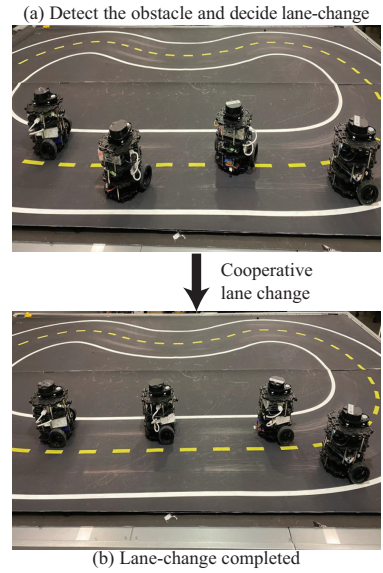 (a) Detect the obstacle and decide lane-change
Cooperative
lane change
(b) Lane-change completed